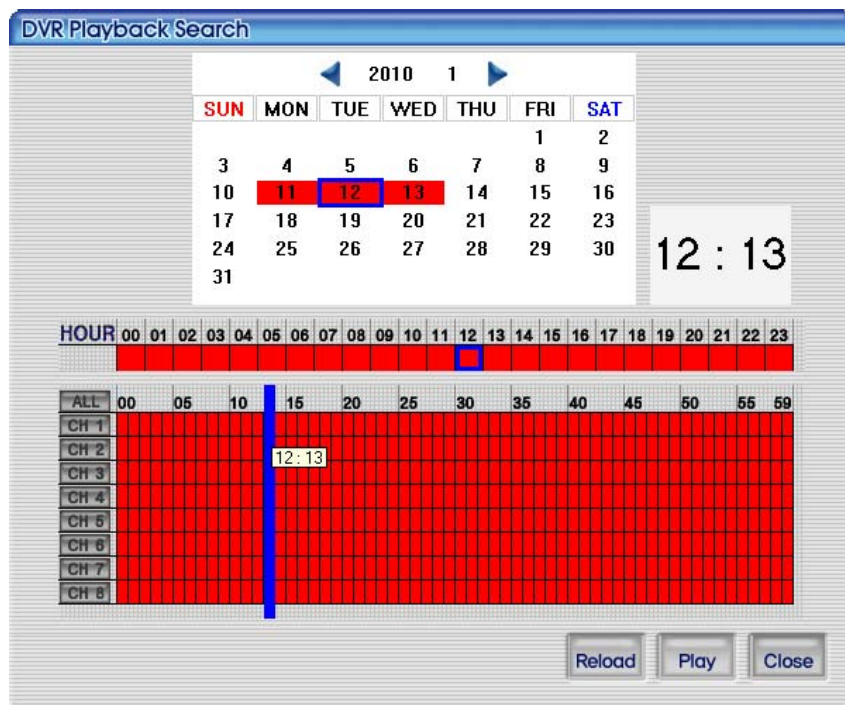 DVR Playback Search
2010 1
SUN MON TUE WED THU FRI SAT
1 2
3 4 5 6 7 8 9
10 11 12 13 14 15 16
17 18 19 20 21 22 23
24 25 26 27 28 29 30
31
12 : 13
HOUR 00 01 02 03 04 05 06 07 08 09 10 11 12 13 14 15 16 17 18 19 20 21 22 23
ALL 00 05 10 15 20 25 30 35 40 45 50 55 59
CH 1
CH 2
12 : 13
CH 3
CH 4
CH 5
CH 6
CH 7
CH 8
Reload Play Close